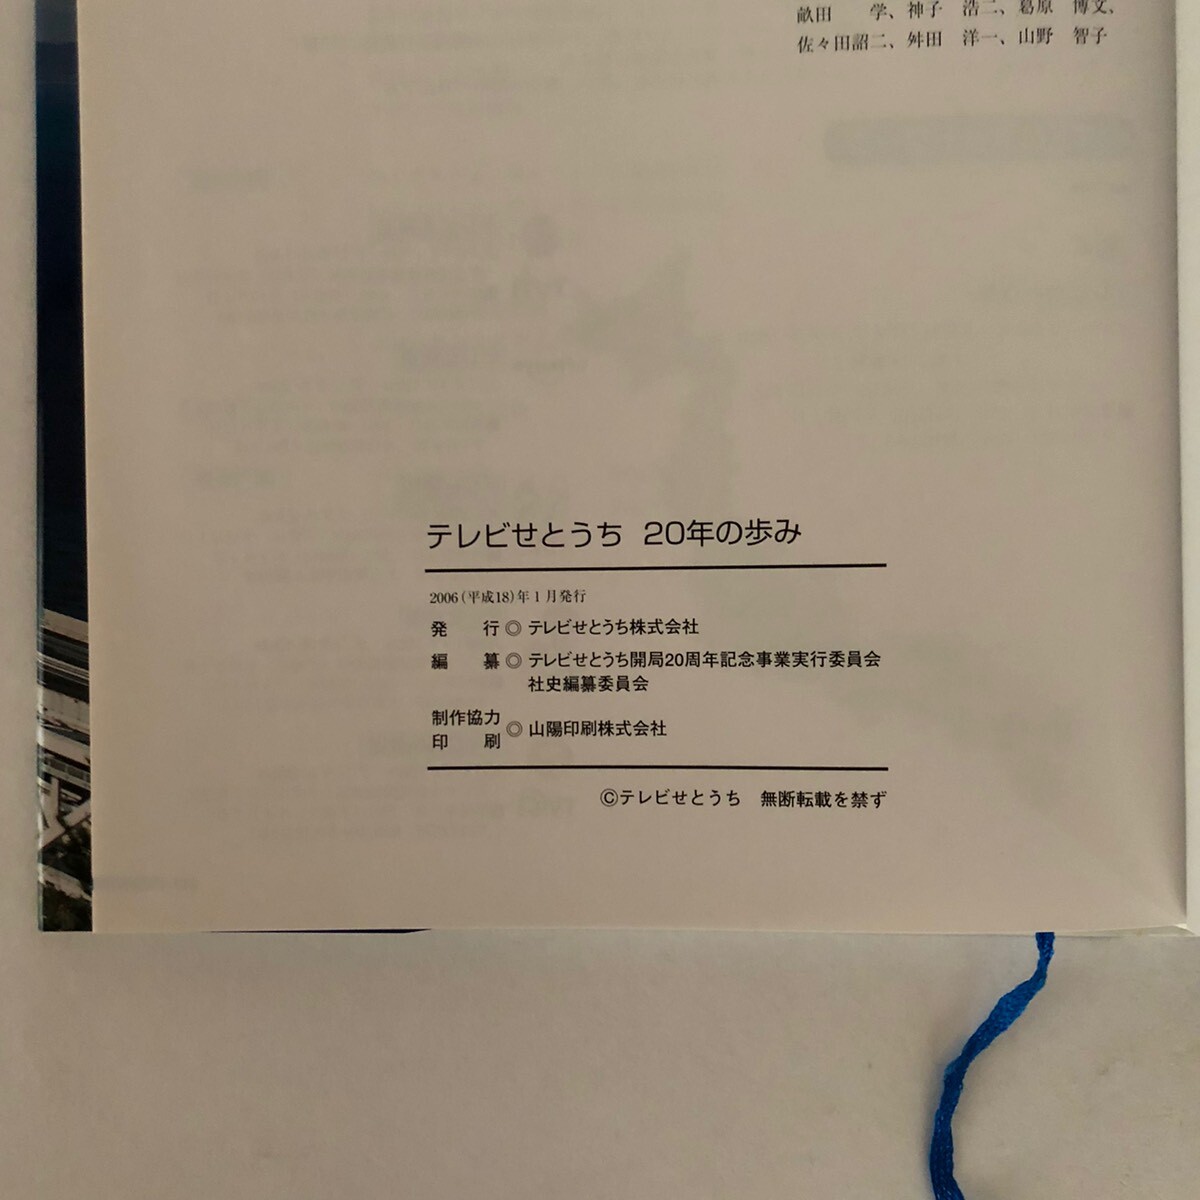 畝田　学、神子　浩二、葛原　博文、
佐々田詔二、舛田　洋一、山野　智子
テレビせとうち 20年の歩み
2006(平成18)年1月発行
発　行◎テレビせとうち株式会社
編　纂◎テレビせとうち開局20周年記念事業実行委員会
社史編纂委員会
制作協力
印　刷◎山陽印刷株式会社
©テレビせとうち　無断転載を禁ず